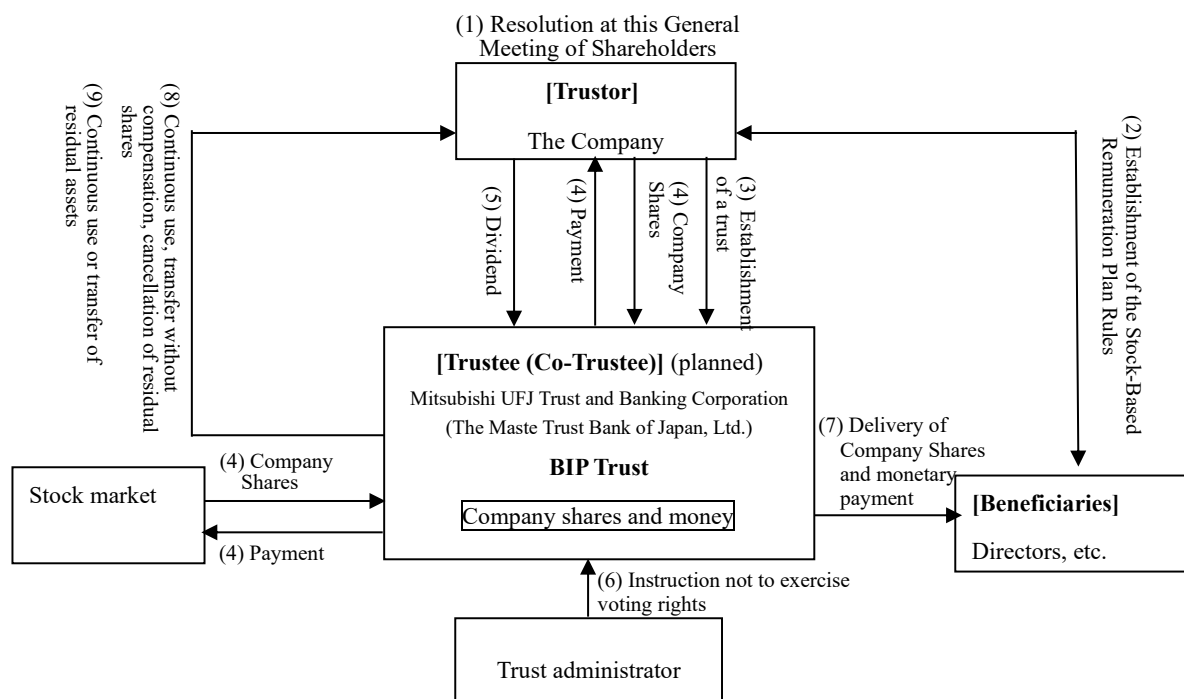 (1) Resolution at this General
Meeting of Shareholders
[Trustor]
The Company
(9) Continuous use or transfer of
residual assets
(8) Continuous use, transfer without
compensation, cancellation of residual
shares
(5) Dividend
(4) Payment
(4) Company
Shares
(3) Establishment
of a trust
(2) Establishment of the Stock-Based
Remuneration Plan Rules
[Trustee (Co-Trustee)] (planned)
Mitsubishi UFJ Trust and Banking Corporation
(The Maste Trust Bank of Japan, Ltd.)
BIP Trust
Company shares and money
Stock market
(4) Company
Shares
(4) Payment
(7) Delivery of
Company Shares
and monetary
payment
[Beneficiaries]
Directors, etc.
(6) Instruction not to exercise
voting rights
Trust administrator